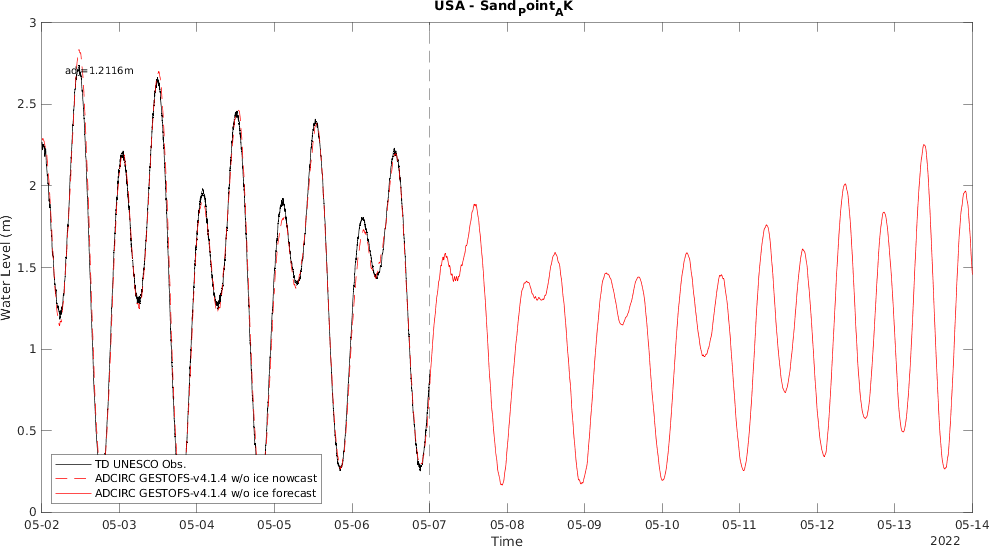 USA - Sand_Point_AK
3
2.5
2
1.5
1
0.5
0
Water Level (m)
adj=1.2116m
TD UNESCO Obs.
ADCIRC GESTOFS-v4.1.4 w/o ice nowcast
ADCIRC GESTOFS-v4.1.4 w/o ice forecast
05-02 05-03 05-04 05-05 05-06 05-07 05-08 05-09 05-10 05-11 05-12 05-13 05-14
Time
2022